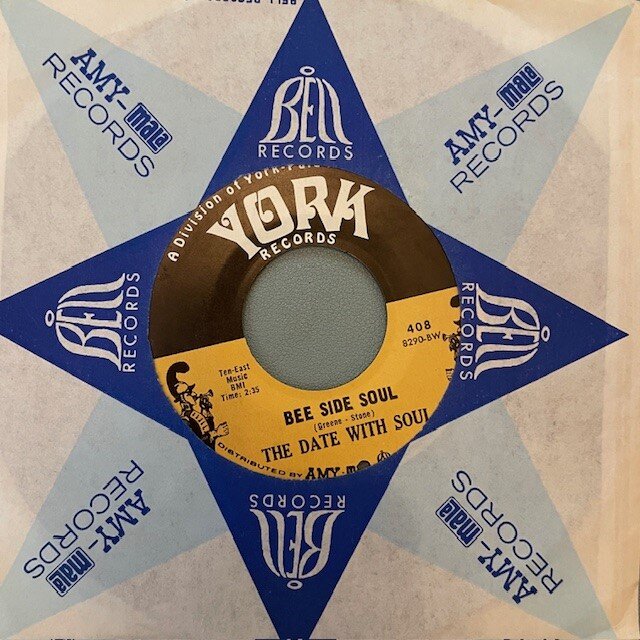 BELL RECORDS
AMY-mala
RECORDS
BELL
RECORDS
AMY-mala
RECORDS
A Division of York-Pala
YORK
RECORDS
BELL
RECORDS
BELL
RECORDS
408
8290-BW
Ten-East
Music
BMI
Time: 2:35
BEE SIDE SOUL
(Greene - Stone)
THE DATE WITH SOUL
DISTRIBUTED BY AMY-m
AMY-mala
RECORDS
BELL
RECORDS
AMY-mala
RECORDS